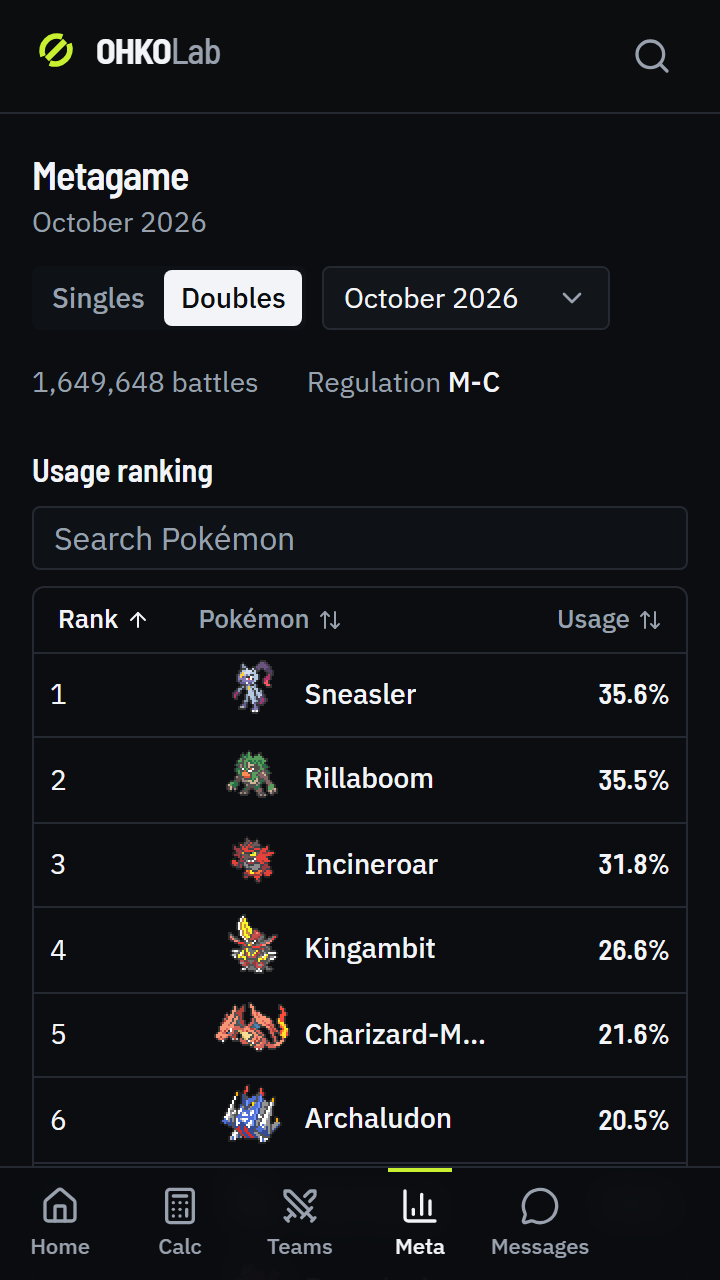 OHKOLab
Metagame
October 2026
Singles Doubles October 2026
1,649,648 battles Regulation M-C
Usage ranking
Search Pokémon
Rank Pokémon Usage
1 Sneasler 35.6%
2 Rillaboom 35.5%
3 Incineroar 31.8%
4 Kingambit 26.6%
5 Charizard-M... 21.6%
6 Archaludon 20.5%
Home Calc Teams Meta Messages